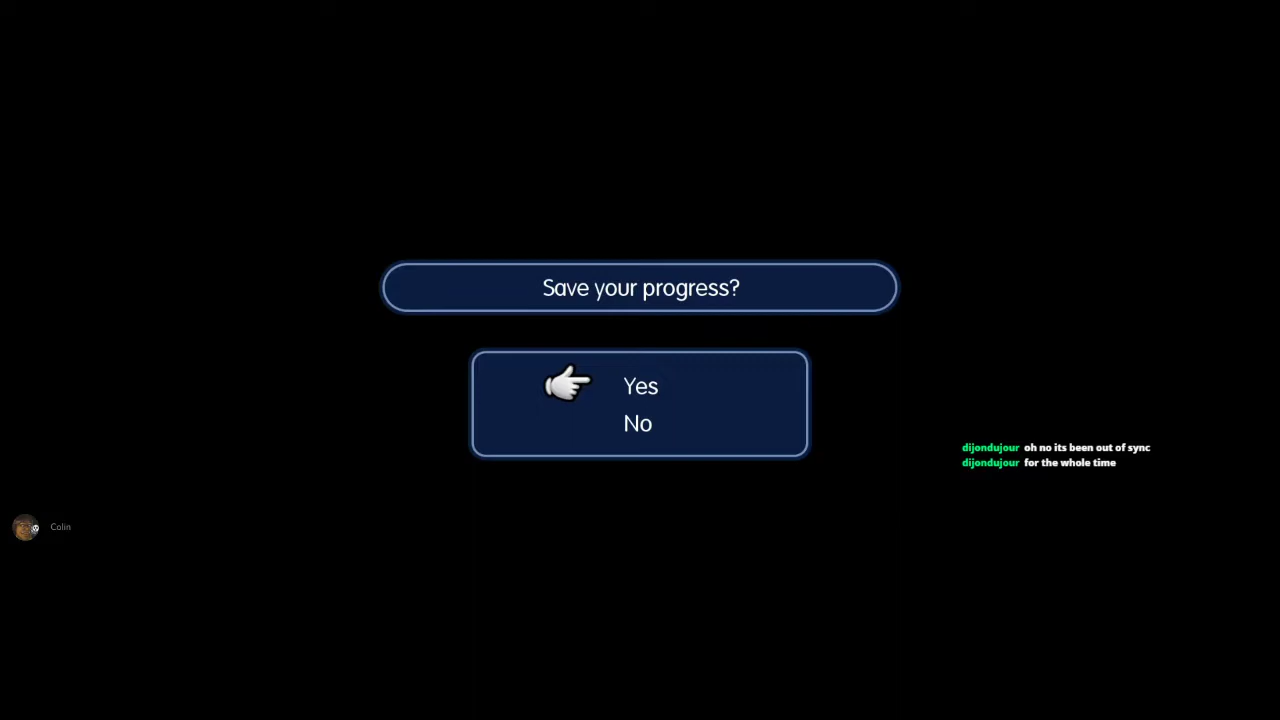 Save your progress?
Yes
No
dijondujour oh no its been out of sync
dijondujour for the whole time
Colin